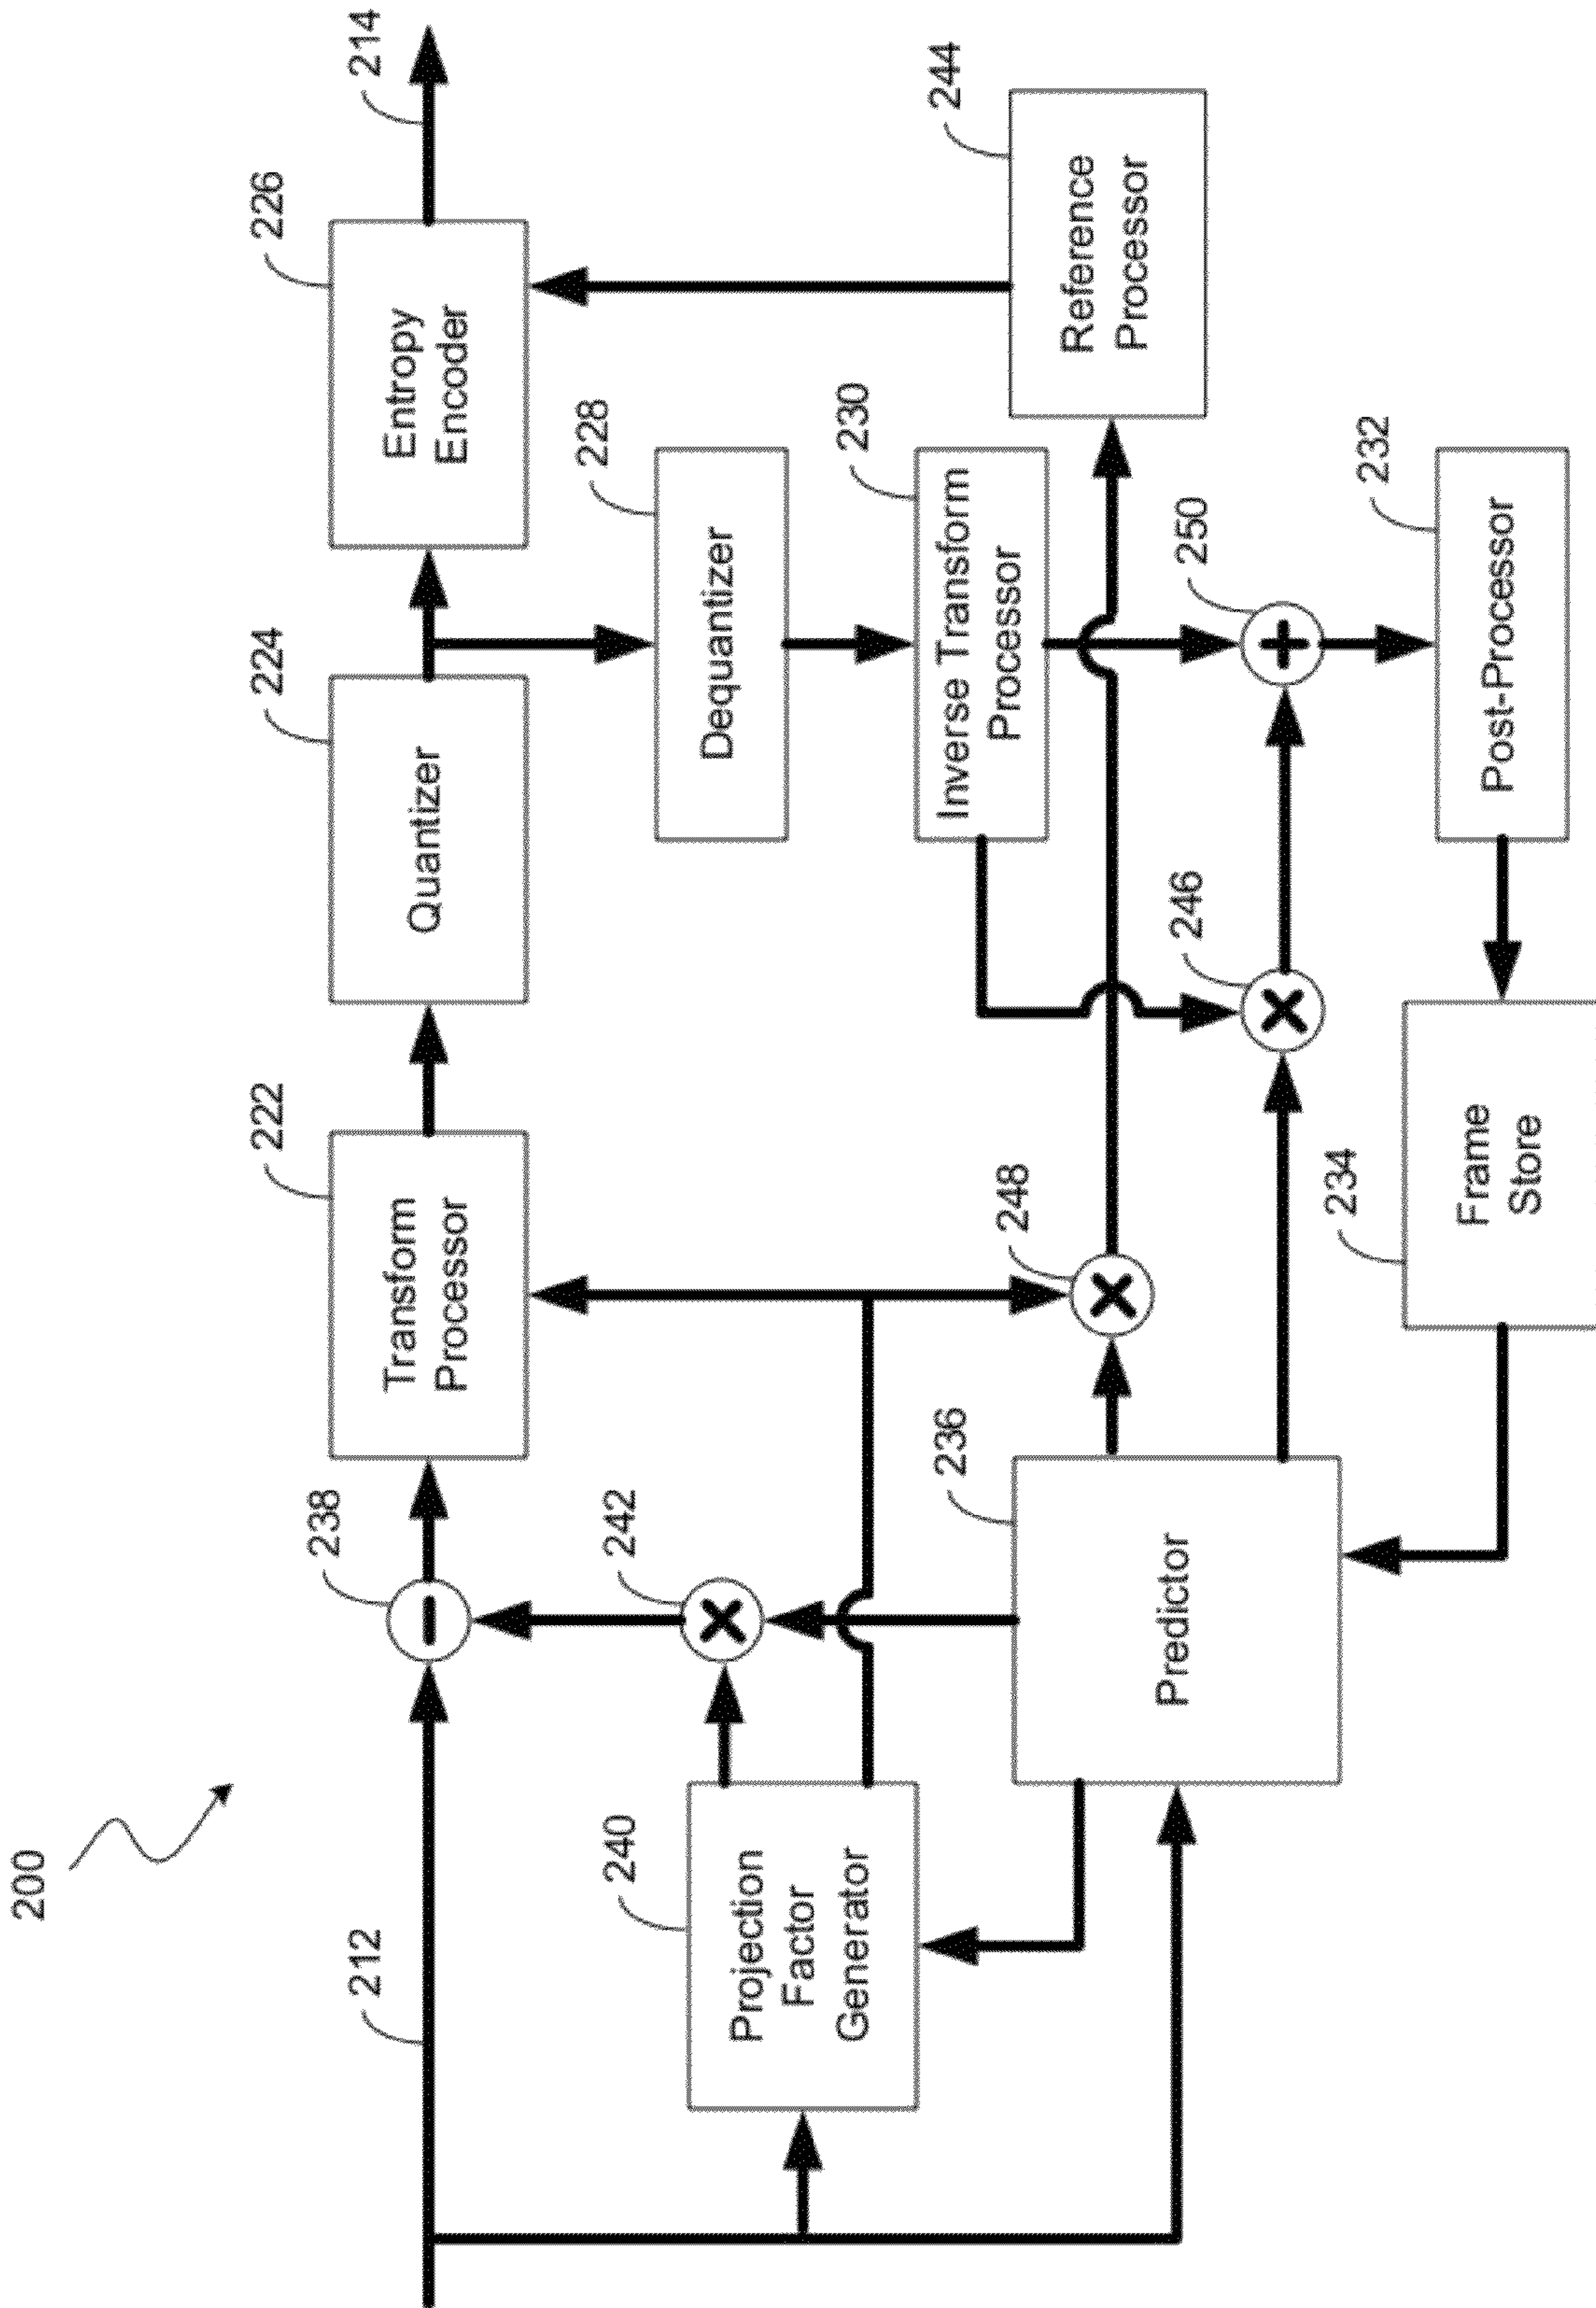 200
212
238
222
224
226
214
Transform
Processor
Quantizer
Entropy
Encoder
240
242
228
Projection
Factor
Generator
Dequantizer
236
248
230
244
Inverse Transform
Processor
Reference
Processor
Predictor
246
250
234
232
Frame
Store
Post-Processor